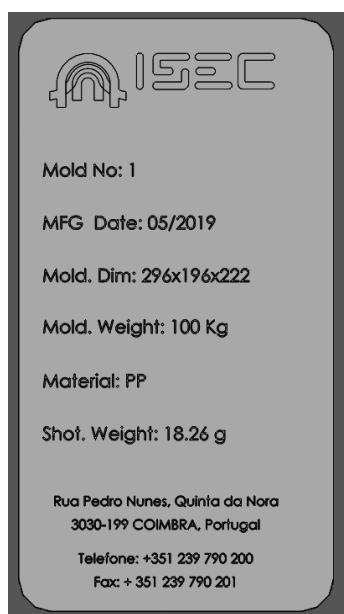 ISEC
Mold No: 1
MFG Date: 05/2019
Mold. Dim: 296x196x222
Mold. Weight: 100 Kg
Material: PP
Shot. Weight: 18.26 g
Rua Pedro Nunes, Quinta da Nora
3030-199 COIMBRA, Portugal
Telefone: +351 239 790 200
Fax: + 351 239 790 201